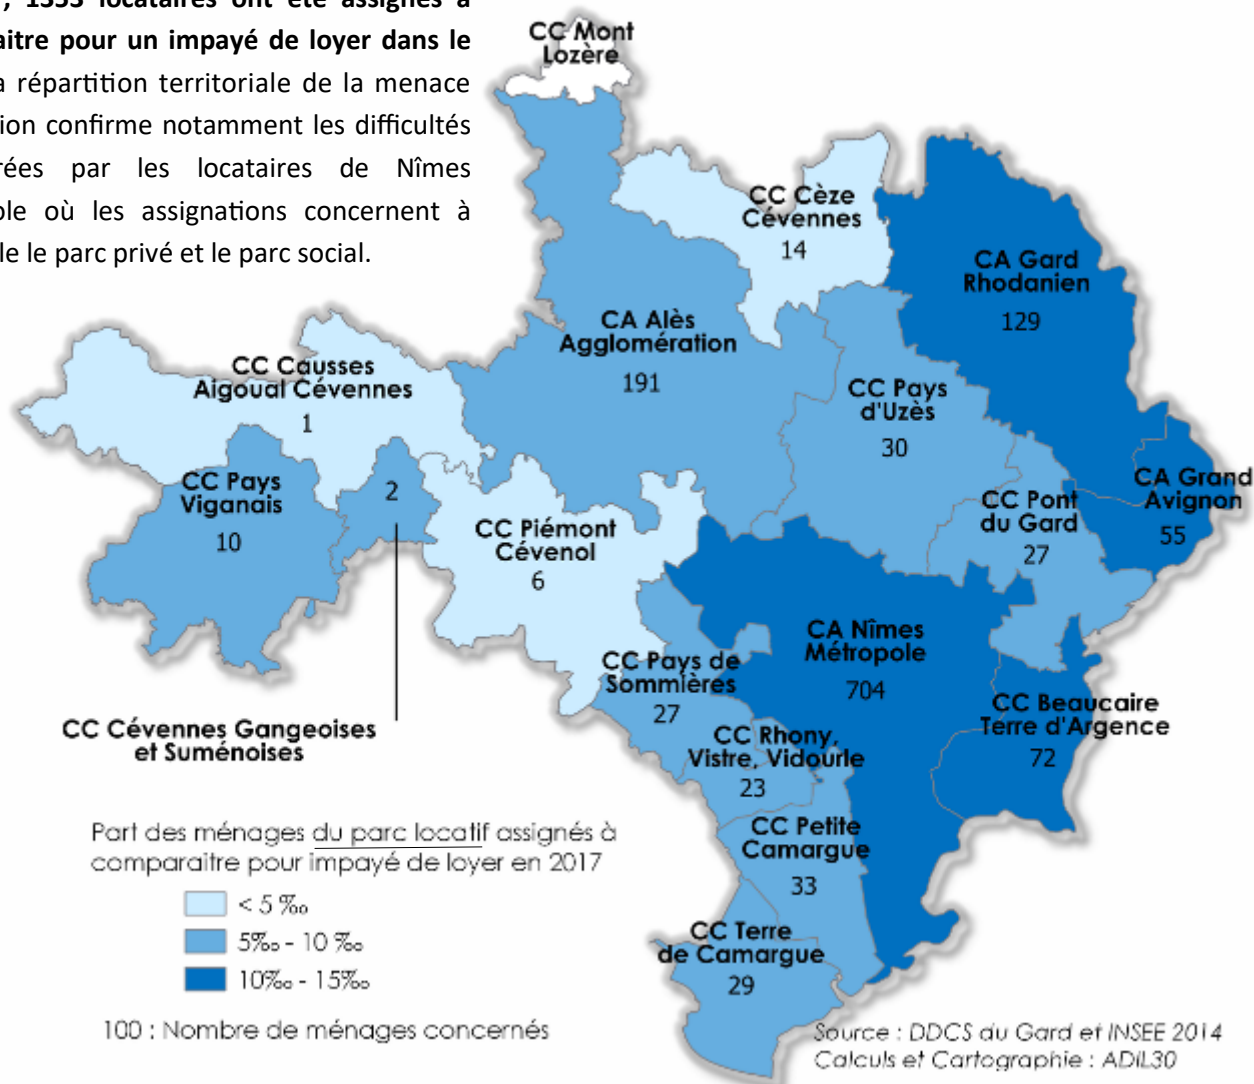 , 1353 locataires ont été assignés à
aitre pour un impayé de loyer dans le
a répartition territoriale de la menace
ion confirme notamment les difficultés
rées par les locataires de Nîmes
ble où les assignations concernent à
le le parc privé et le parc social.
CC Mont
Lozère
CC Cèze
Cévennes
14
CA Gard
Rhodanien
129
CA Alès
Agglomération
191
CC Causses
Aigoual Cévennes
1
CC Pays
d'Uzès
30
CC Pays
Viganais
10
2
CC Piémont
Cévenol
6
CC Pont
du Gard
27
CA Grand
Avignon
55
CA Nîmes
Métropole
704
CC Pays de
Sommières
27
CC Beaucaire
Terre d'Argence
72
CC Cévennes Gangeoises
et Suménoises
CC Rhony,
Vistre, Vidourle
23
CC Petite
Camargue
33
CC Terre
de Camargue
29
Part des ménages du parc locatif assignés à
comparaitre pour impayé de loyer en 2017
< 5 ‰
5‰ - 10 ‰
10‰ - 15‰
100 : Nombre de ménages concernés
Source : DDCS du Gard et INSEE 2014
Calculs et Cartographie : ADIL30